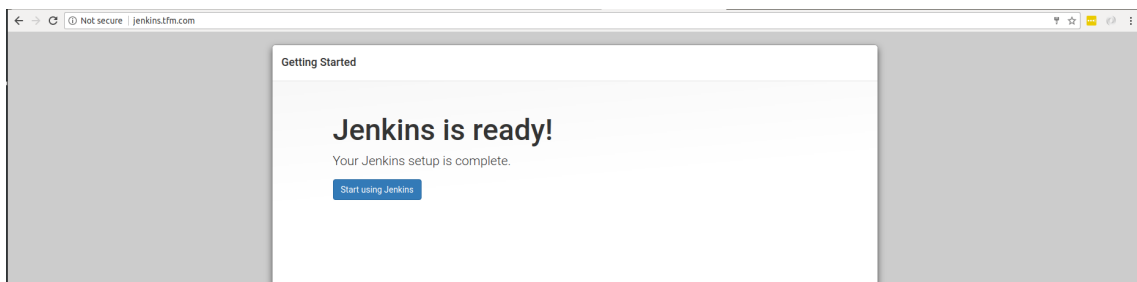 Not secure | jenkins.tfm.com
Getting Started
Jenkins is ready!
Your Jenkins setup is complete.
Start using Jenkins